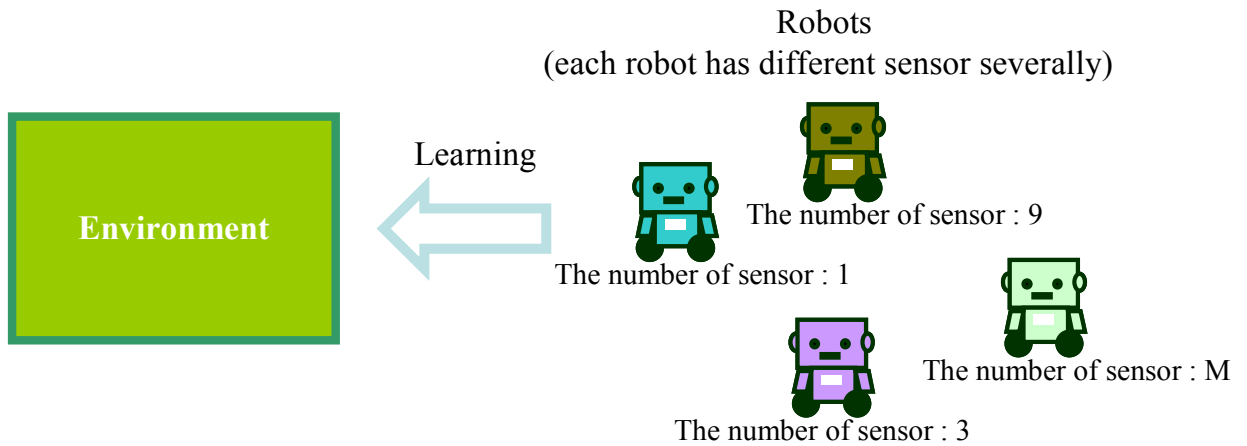 Robots
(each robot has different sensor severally)
Learning
Environment
The number of sensor : 9
The number of sensor : 1
The number of sensor : M
The number of sensor : 3